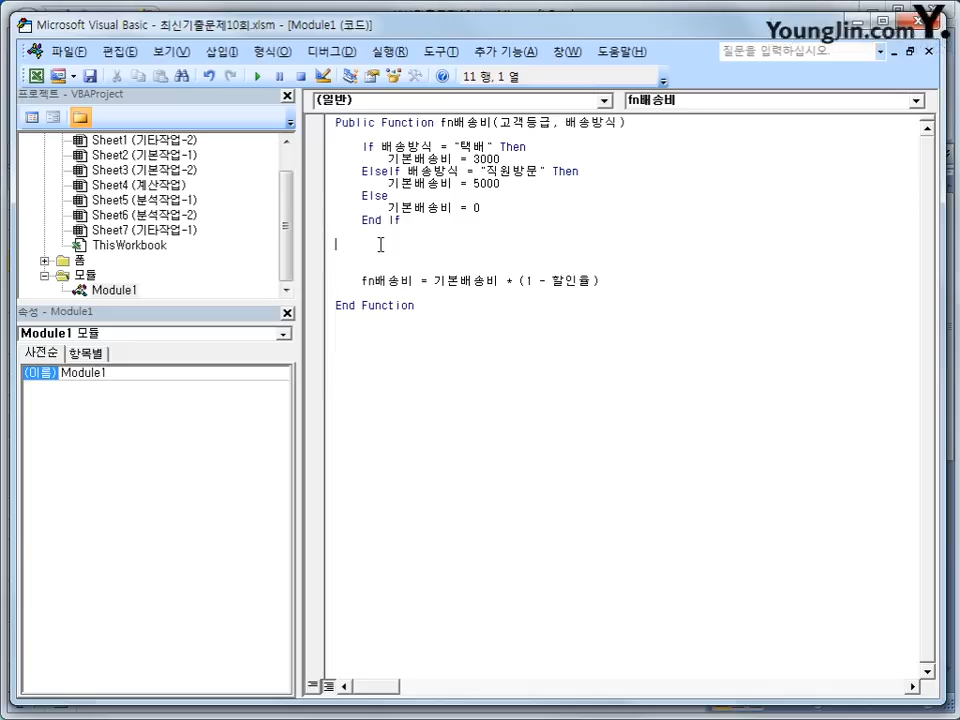 Microsoft Visual Basic - 최신기출문제10회.xlsm - [Module1 (코드)]
Younglin.com Y.
파일(F) 편집(E) 보기(V) 삽입(I) 형식(O) 디버그(D) 실행(R) 도구(T) 추가 기능(A) 창(W) 도움말(H) 질문을 입력하십시오.
11 행, 1 열
프로젝트 - VBAProject
(일반) fn배송비
Sheet1 (기타작업-2)
Sheet2 (기본작업-1)
Sheet3 (기본작업-2)
Sheet4 (계산작업)
Sheet5 (분석작업-1)
Sheet6 (분석작업-2)
Sheet7 (기타작업-1)
ThisWorkbook
폼
모듈
Module1
속성 - Module1
Module1 모듈
사전순 항목별
(이름) Module1
Public Function fn배송비(고객등급, 배송방식)
If 배송방식 = "택배" Then
기본배송비 = 3000
ElseIf 배송방식 = "직원방문" Then
기본배송비 = 5000
Else
기본배송비 = 0
End If
fn배송비 = 기본배송비 * (1 - 할인율)
End Function